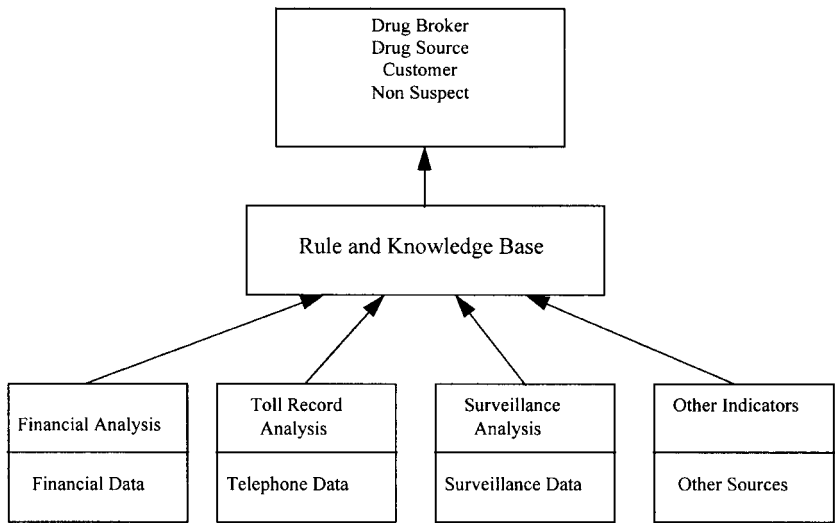 Drug Broker
Drug Source
Customer
Non Suspect
Rule and Knowledge Base
Financial Analysis
Financial Data
Toll Record
Analysis
Telephone Data
Surveillance
Analysis
Surveillance Data
Other Indicators
Other Sources